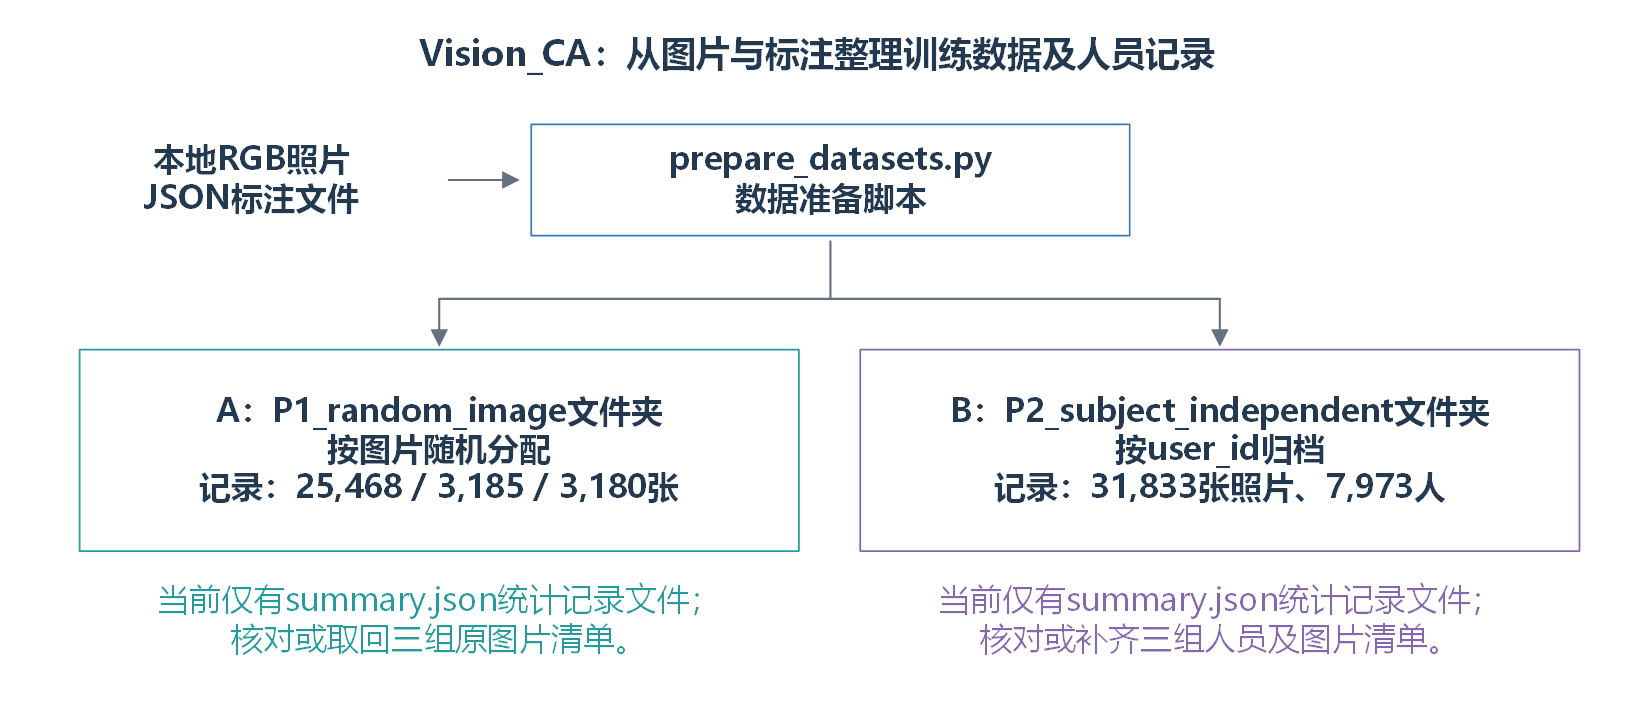 Vision_CA：从图片与标注整理训练数据及人员记录
本地RGB照片
JSON标注文件
prepare_datasets.py
数据准备脚本
A：P1_random_image文件夹
按图片随机分配
记录：25,468 / 3,185 / 3,180张
B：P2_subject_independent文件夹
按user_id归档
记录：31,833张照片、7,973人
当前仅有summary.json统计记录文件；
核对或取回三组原图片清单。
当前仅有summary.json统计记录文件；
核对或补齐三组人员及图片清单。